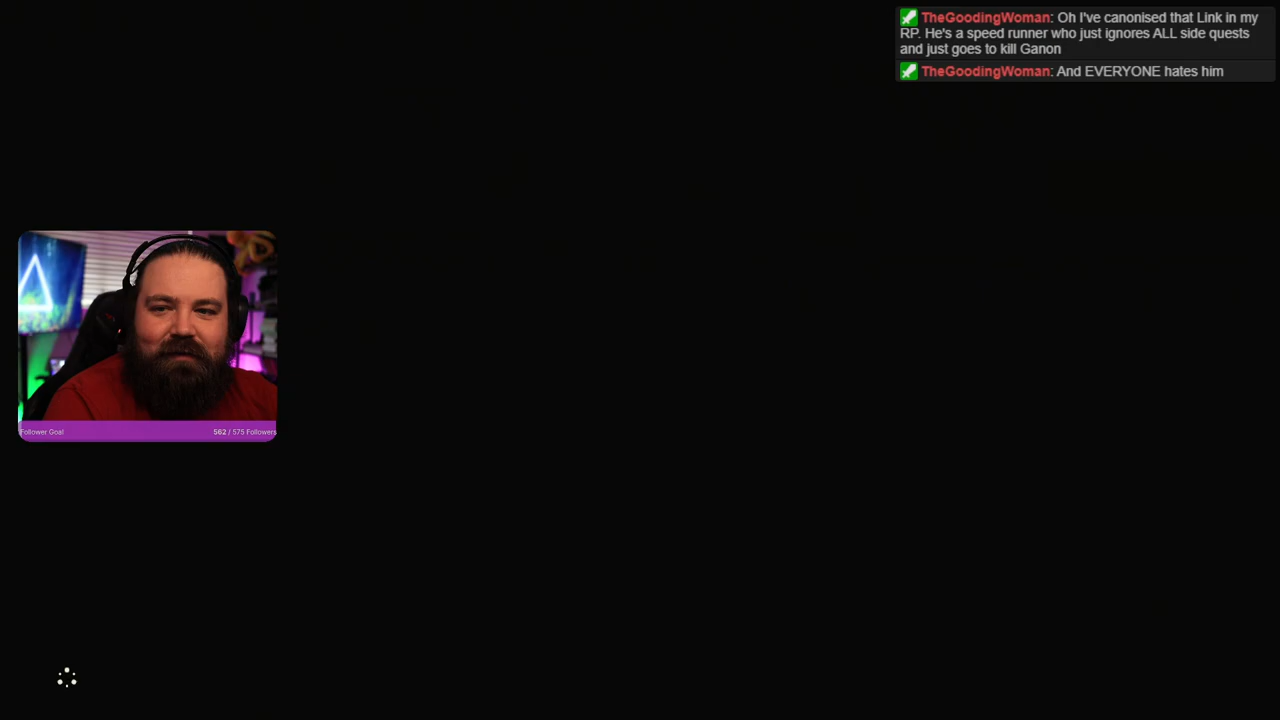 TheGoodingWoman: Oh I've canonised that Link in my
RP. He's a speed runner who just ignores ALL side quests
and just goes to kill Ganon
TheGoodingWoman: And EVERYONE hates him
Follower Goal 562 / 575 Followers